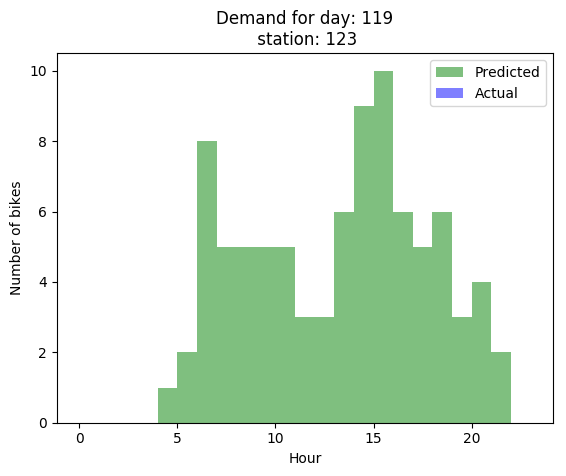 Demand for day: 119
station: 123
Predicted
Actual
Number of bikes
10
8
6
4
2
0
0 5 10 15 20
Hour